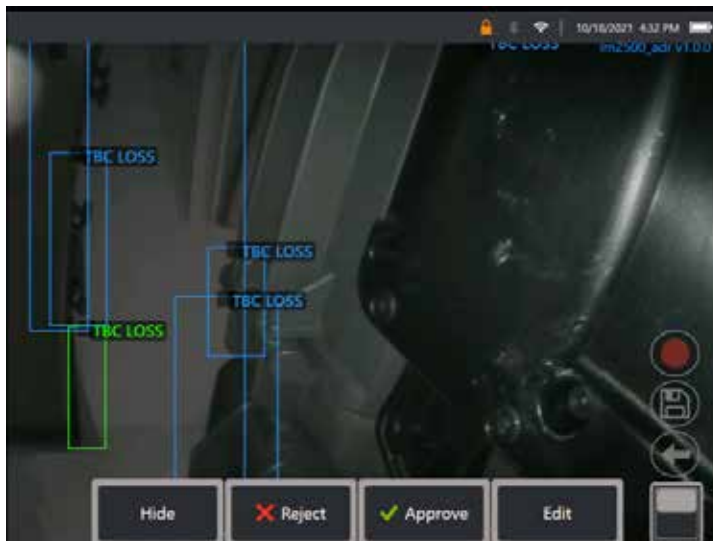 10/18/2021 4:32 PM
TBC LOSS
lm2500_adr v1.0.0
TBC LOSS
TBC LOSS
TBC LOSS
TBC LOSS
Hide
Reject
Approve
Edit